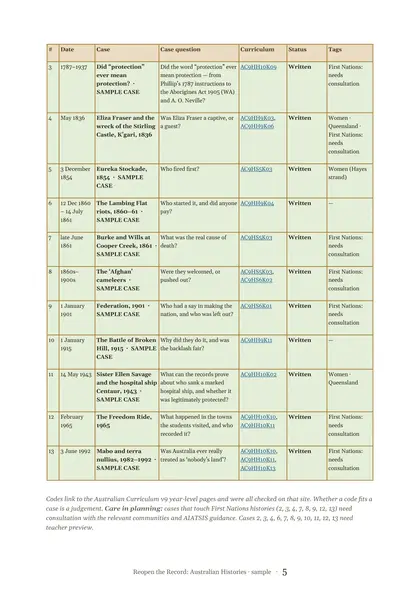 # Date Case Case question Curriculum Status Tags
3 1787–1937 Did “protection” Did the word “protection” ever AC9HH10K09 Written First Nations:
ever mean mean protection — from needs
protection? · Phillip’s 1787 instructions to consultation
SAMPLE CASE the Aborigines Act 1905 (WA)
and A. O. Neville?
4 May 1836 Eliza Fraser and the Was Eliza Fraser a captive, or AC9HH9K03, Written Women ·
wreck of the Stirling a guest? AC9HH9K06 Queensland ·
Castle, K’gari, 1836 First Nations:
needs
consultation
5 3 December Eureka Stockade, Who fired first? AC9HS5K03 Written Women (Hayes
1854 1854 · SAMPLE strand)
CASE
6 12 Dec 1860 The Lambing Flat Who started it, and did anyone AC9HH9K04 Written —
– 14 July riots, 1860–61 · pay?
1861 SAMPLE CASE
7 late June Burke and Wills at What was the real cause of AC9HS5K03 Written First Nations:
1861 Cooper Creek, 1861 · death? needs
SAMPLE CASE consultation
8 1860s– The ‘Afghan’ Were they welcomed, or AC9HS5K03, Written First Nations:
1900s cameleers · pushed out? AC9HS6K02 needs
SAMPLE CASE consultation
9 1 January Federation, 1901 · Who had a say in making the AC9HS6K01 Written First Nations:
1901 SAMPLE CASE nation, and who was left out? needs
consultation
10 1 January The Battle of Broken Why did they do it, and was AC9HH9K11 Written —
1915 Hill, 1915 · SAMPLE the backlash fair?
CASE
11 14 May 1943 Sister Ellen Savage What can the records prove AC9HH10K02 Written Women ·
and the hospital ship about who sank a marked Queensland
Centaur, 1943 · hospital ship, and whether it
SAMPLE CASE was legitimately protected?
12 February The Freedom Ride, What happened in the towns AC9HH10K10, Written First Nations:
1965 1965 the students visited, and who AC9HH10K11 needs
recorded it? consultation
13 3 June 1992 Mabo and terra Was Australia ever really AC9HH10K10, Written First Nations:
nullius, 1982–1992 · treated as ‘nobody’s land’? AC9HH10K11, needs
SAMPLE CASE AC9HH10K13 consultation
Codes link to the Australian Curriculum v9 year-level pages and were all checked on that site. Whether a code fits a
case is a judgement. Care in planning: cases that touch First Nations histories (2, 3, 4, 7, 8, 9, 12, 13) need
consultation with the relevant communities and AIATSIS guidance. Cases 2, 3, 4, 6, 7, 8, 9, 10, 11, 12, 13 need
teacher preview.
Reopen the Record: Australian Histories · sample · 5